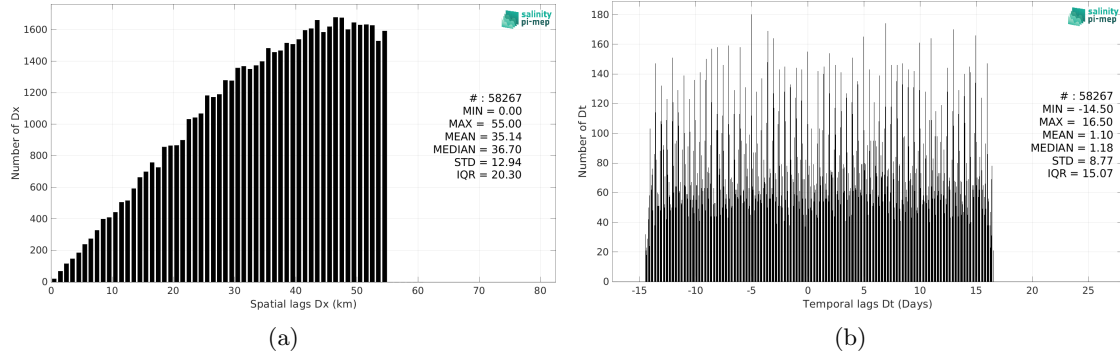 1600
1400
1200
1000
800
600
400
200
0
Number of Dx
salinity
pi-mep
# : 58267
MIN = 0.00
MAX = 55.00
MEAN = 35.14
MEDIAN = 36.70
STD = 12.94
IQR = 20.30
0 10 20 30 40 50 60 70 80
Spatial lags Dx (km)
(a)
180
160
140
120
100
80
60
40
20
0
Number of Dt
salinity
pi-mep
# : 58267
MIN = -14.50
MAX = 16.50
MEAN = 1.10
MEDIAN = 1.18
STD = 8.77
IQR = 15.07
-15 -10 -5 0 5 10 15 20 25
Temporal lags Dt (Days)
(b)